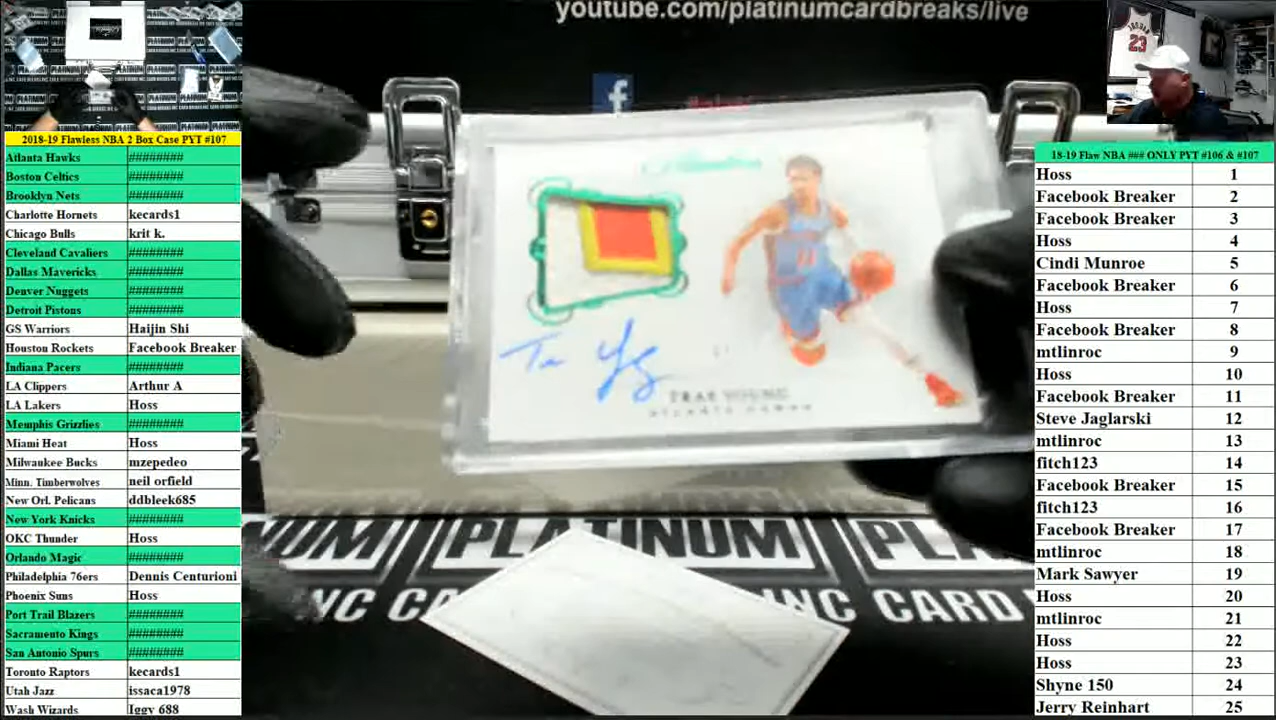 youtube.com/platinumcardbreaks/live
2018-19 Flawless NBA 2 Box Case PYT #107
Atlanta Hawks ########
Boston Celtics ########
Brooklyn Nets ########
Charlotte Hornets kecards1
Chicago Bulls krit k.
Cleveland Cavaliers ########
Dallas Mavericks ########
Denver Nuggets ########
Detroit Pistons ########
GS Warriors Haijin Shi
Houston Rockets Facebook Breaker
Indiana Pacers ########
LA Clippers Arthur A
LA Lakers Hoss
Memphis Grizzlies ########
Miami Heat Hoss
Milwaukee Bucks mzepedeo
Minn. Timberwolves neil orfield
New Orl. Pelicans ddbleek685
New York Knicks ########
OKC Thunder Hoss
Orlando Magic ########
Philadelphia 76ers Dennis Centurioni
Phoenix Suns Hoss
Port Trail Blazers ########
Sacramento Kings ########
San Antonio Spurs ########
Toronto Raptors kecards1
Utah Jazz issaca1978
Wash Wizards Iggy 688
f
TRAE YOUNG
ATLANTA HAWKS
NUM PLATINUM PLA
INC CA INC CARD
23
18-19 Flaw NBA ### ONLY PYT #106 & #107
Hoss 1
Facebook Breaker 2
Facebook Breaker 3
Hoss 4
Cindi Munroe 5
Facebook Breaker 6
Hoss 7
Facebook Breaker 8
mtlinroc 9
Hoss 10
Facebook Breaker 11
Steve Jaglarski 12
mtlinroc 13
fitch123 14
Facebook Breaker 15
fitch123 16
Facebook Breaker 17
mtlinroc 18
Mark Sawyer 19
Hoss 20
mtlinroc 21
Hoss 22
Hoss 23
Shyne 150 24
Jerry Reinhart 25